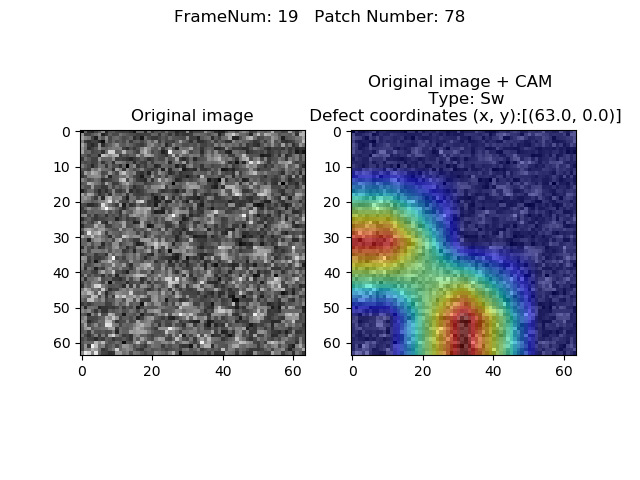 FrameNum: 19   Patch Number: 78
Original image
0
10
20
30
40
50
60
0 20 40 60
Original image + CAM
Type: Sw
Defect coordinates (x, y):[(63.0, 0.0)]
0
10
20
30
40
50
60
0 20 40 60